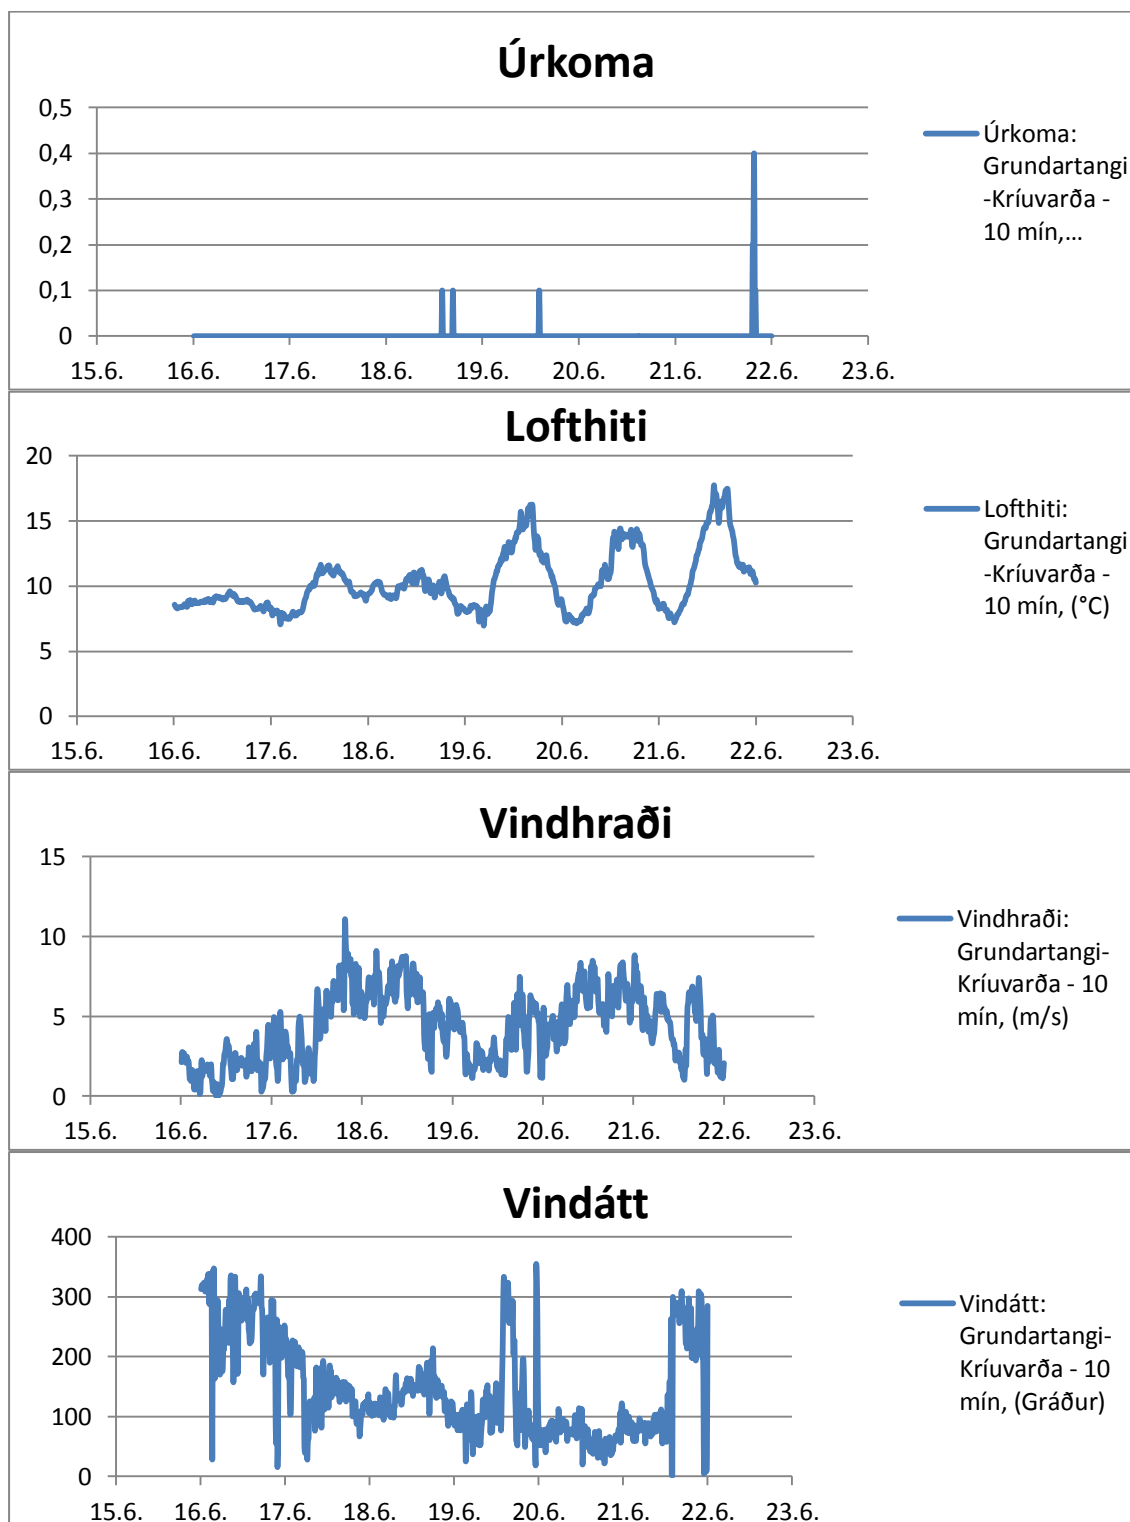 Úrkoma
0,5
0,4
0,3
0,2
0,1
0
15.6. 16.6. 17.6. 18.6. 19.6. 20.6. 21.6. 22.6. 23.6.
Úrkoma:
Grundartangi
-Kríuvarða -
10 mín,...
Lofthiti
20
15
10
5
0
15.6. 16.6. 17.6. 18.6. 19.6. 20.6. 21.6. 22.6. 23.6.
Lofthiti:
Grundartangi
-Kríuvarða -
10 mín, (°C)
Vindhraði
15
10
5
0
15.6. 16.6. 17.6. 18.6. 19.6. 20.6. 21.6. 22.6. 23.6.
Vindhraði:
Grundartangi-
Kríuvarða - 10
mín, (m/s)
Vindátt
400
300
200
100
0
15.6. 16.6. 17.6. 18.6. 19.6. 20.6. 21.6. 22.6. 23.6.
Vindátt:
Grundartangi-
Kríuvarða - 10
mín, (Gráður)